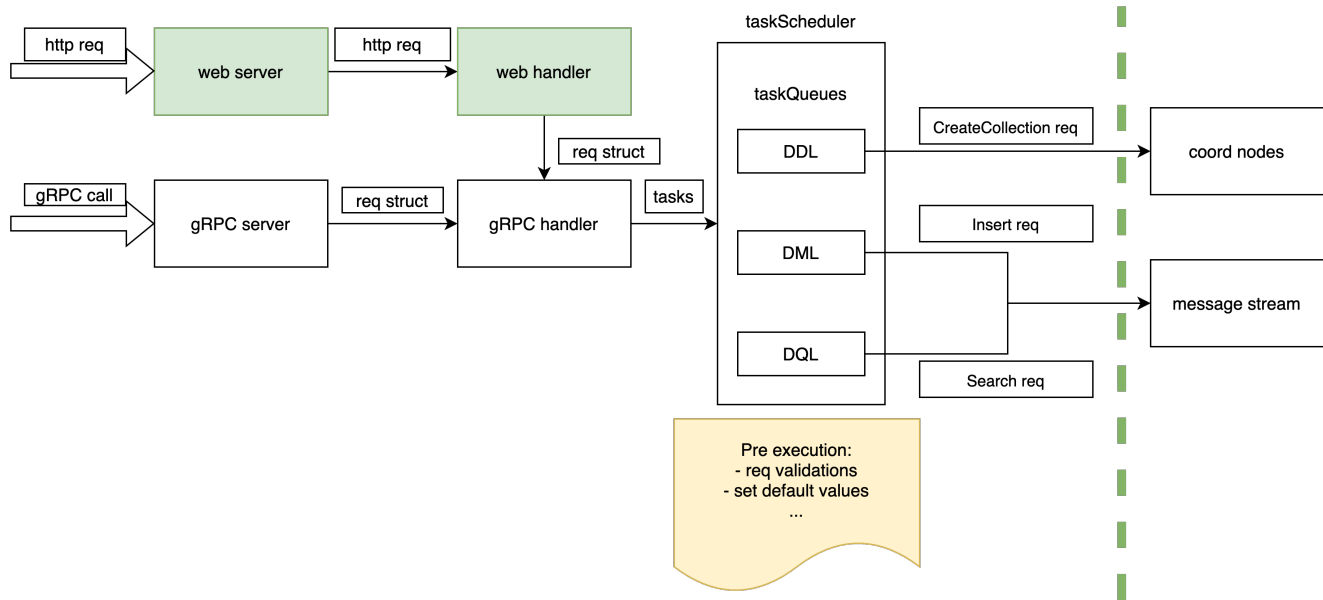 http req
web server
http req
web handler
req struct
gRPC call
gRPC server
req struct
gRPC handler
tasks
taskScheduler
taskQueues
DDL
DML
DQL
CreateCollection req
Insert req
Search req
coord nodes
message stream
Pre execution:
- req validations
- set default values
...